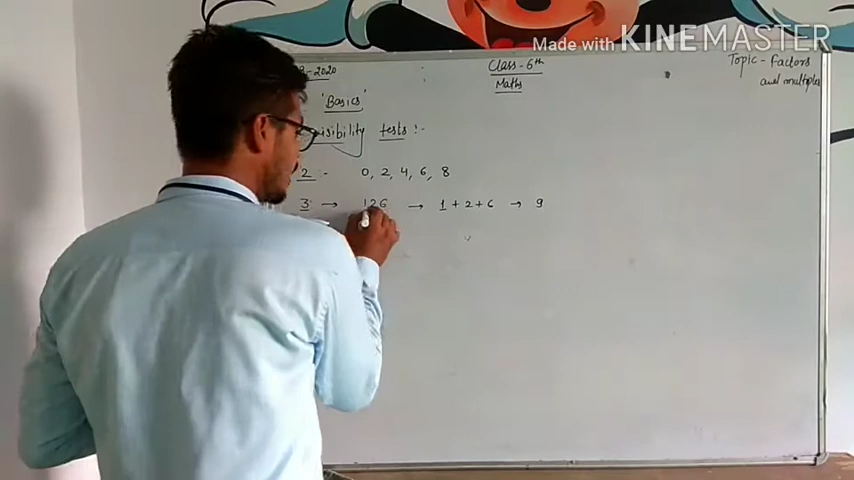 Made with KINEMASTER
-2020 Class - 6th Topic - Factors
Maths and multiples
'Basics'
isibility tests :-
2 - 0, 2, 4, 6, 8
3 → 126 → 1 + 2 + 6 → 9